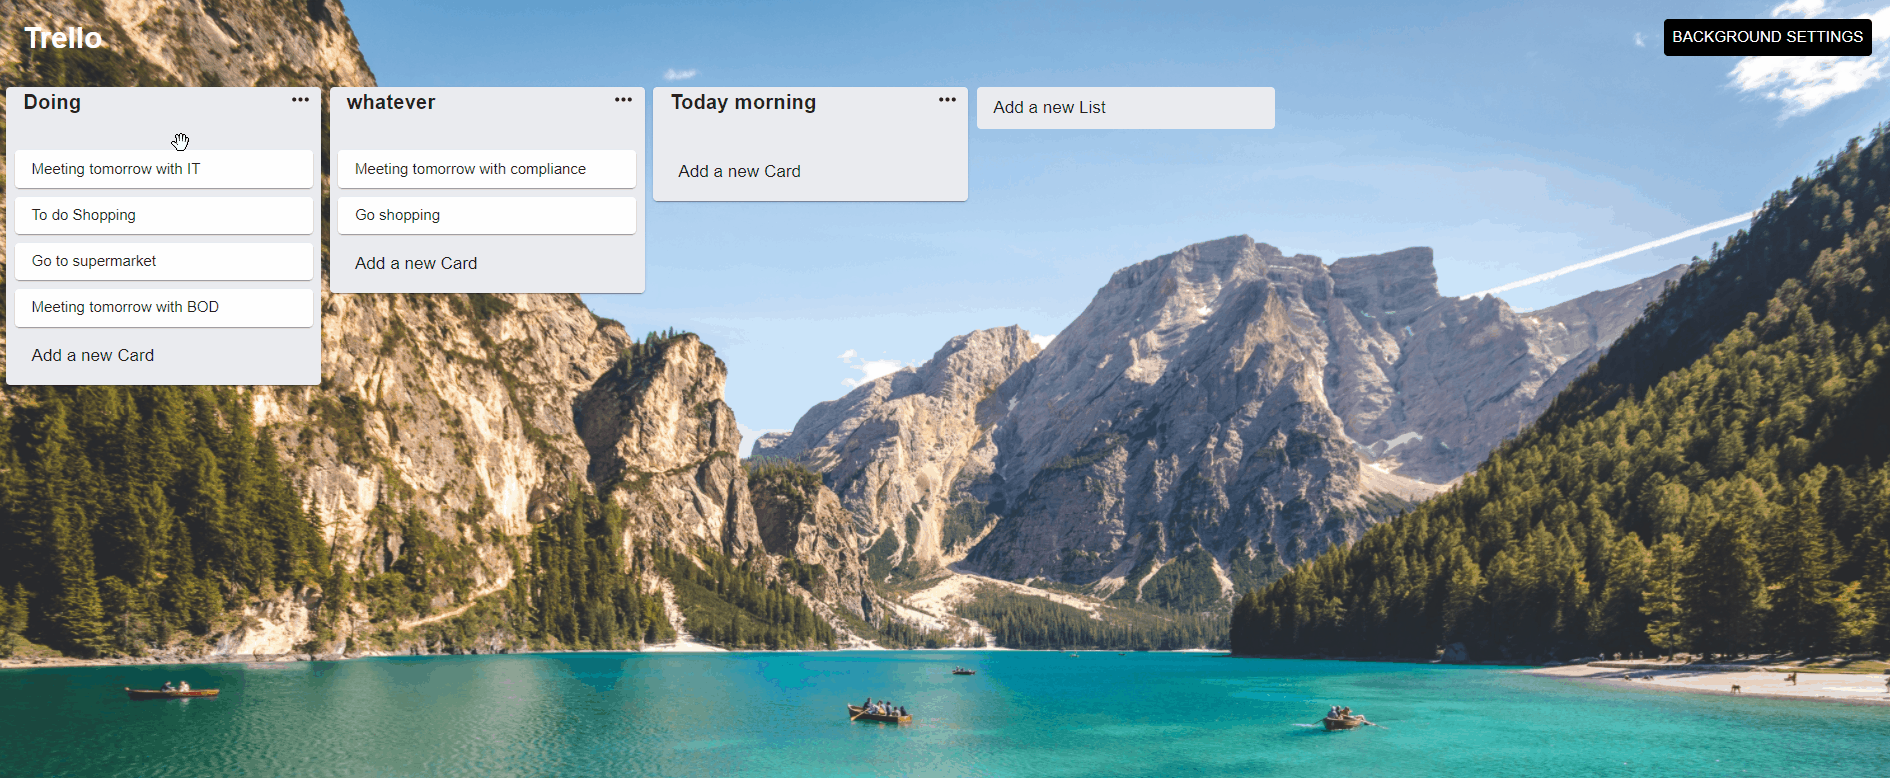 Trello
BACKGROUND SETTINGS
Doing
Meeting tomorrow with IT
To do Shopping
Go to supermarket
Meeting tomorrow with BOD
Add a new Card
whatever
Meeting tomorrow with compliance
Go shopping
Add a new Card
Today morning
Add a new Card
Add a new List